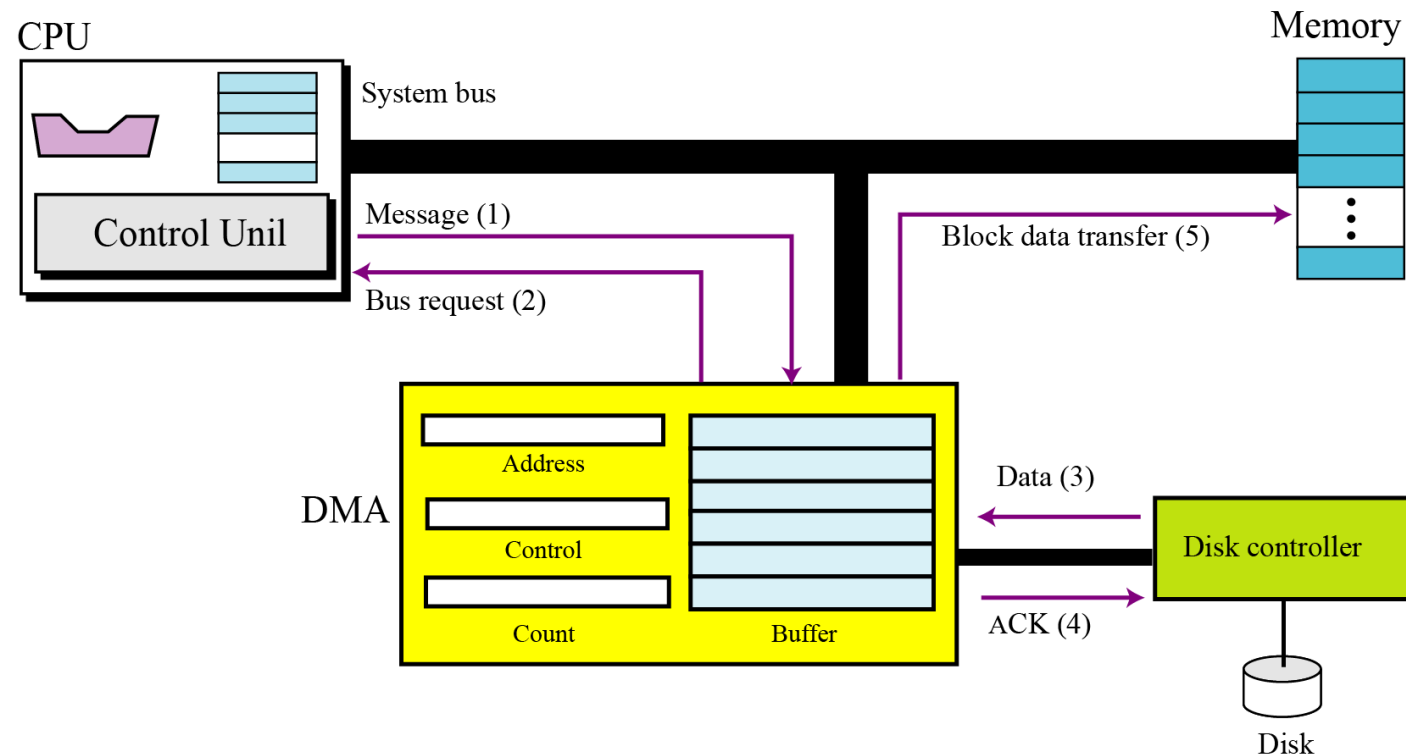 CPU
Memory
System bus
Control Unil
Message (1)
Bus request (2)
Block data transfer (5)
DMA
Address
Control
Count
Buffer
Data (3)
ACK (4)
Disk controller
Disk